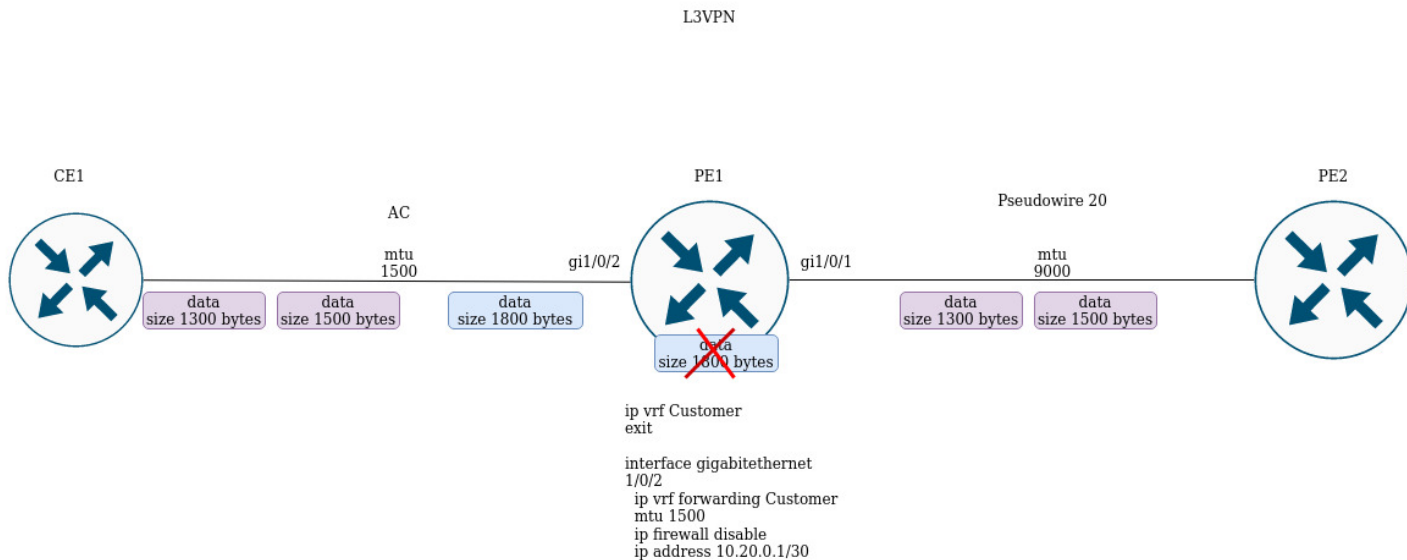 L3VPN
CE1
PE1
PE2
AC
Pseudowire 20
mtu
1500
gi1/0/2
gi1/0/1
mtu
9000
data
size 1300 bytes
data
size 1500 bytes
data
size 1800 bytes
data
size 1300 bytes
data
size 1500 bytes
data
size 1800 bytes
ip vrf Customer
exit
interface gigabitethernet
1/0/2
ip vrf forwarding Customer
mtu 1500
ip firewall disable
ip address 10.20.0.1/30